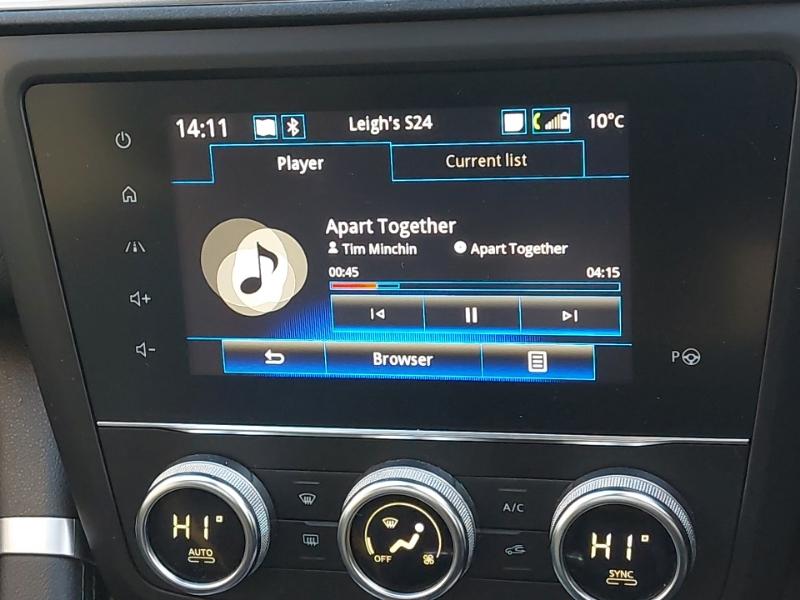 14:11 Leigh's S24 10°C
Player Current list
Apart Together
Tim Minchin Apart Together
00:45 04:15
Browser
P
A/C
HI° HI°
AUTO OFF SYNC